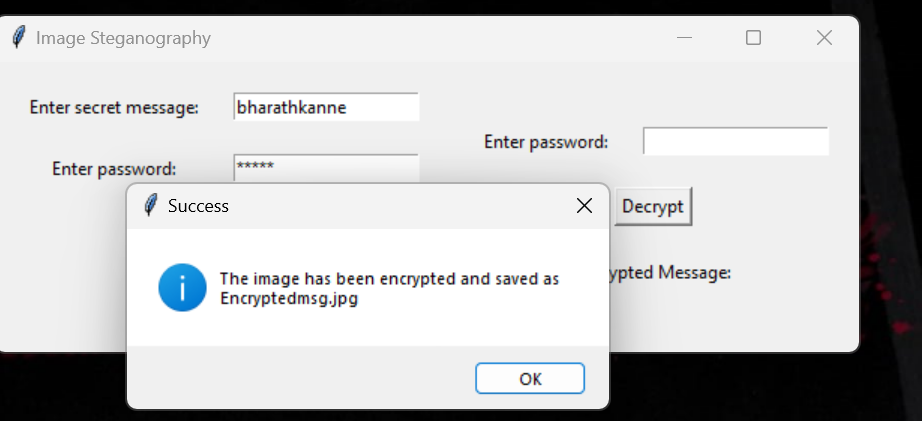 Image Steganography
Enter secret message: bharathkanne
Enter password:
Enter password: *****
Success
Decrypt
The image has been encrypted and saved as
Encryptedmsg.jpg
ypted Message:
OK